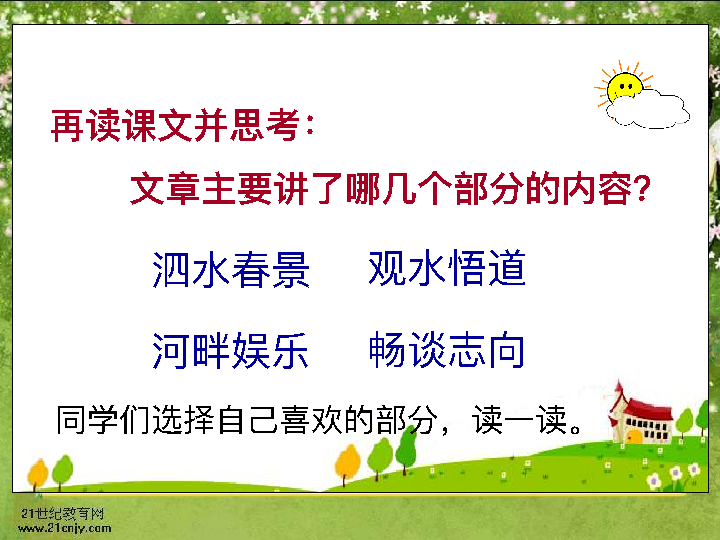 再读课文并思考：
文章主要讲了哪几个部分的内容？
泗水春景 观水悟道
河畔娱乐 畅谈志向
同学们选择自己喜欢的部分，读一读。
21世纪教育网
www.21cnjy.com